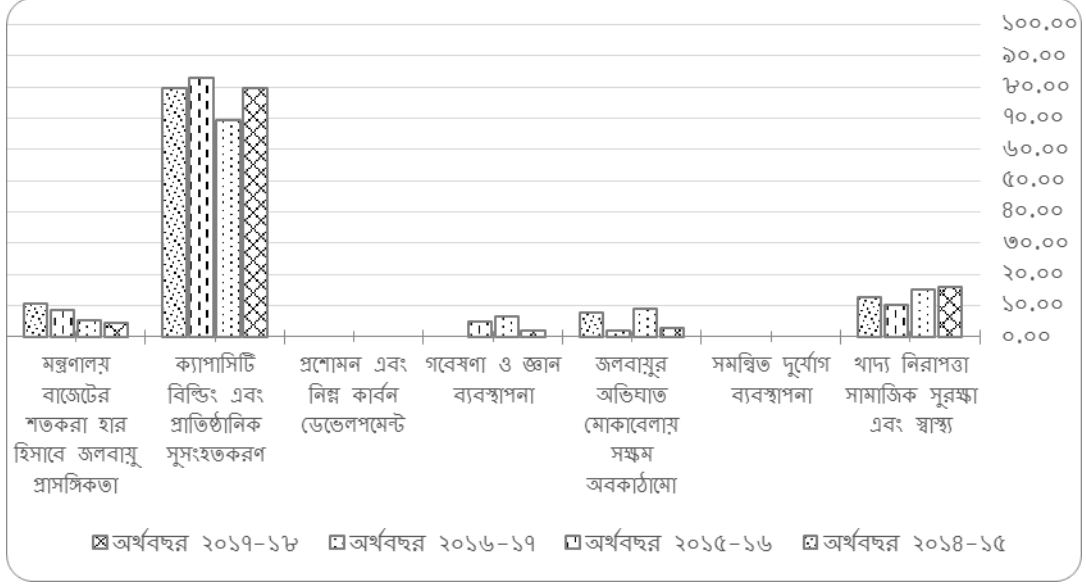 ১০০.০০
৯০.০০
৮০.০০
৭০.০০
৬০.০০
৫০.০০
৪০.০০
৩০.০০
২০.০০
১০.০০
০.০০
মন্ত্রণালয়
বাজেটের
শতকরা হার
হিসাবে জলবায়ু
প্রাসঙ্গিকতা
ক্যাপাসিটি
বিল্ডিং এবং
প্রাতিষ্ঠানিক
সুসংহতকরণ
প্রশোমন এবং
নিম্ন কার্বন
ডেভেলপমেন্ট
গবেষণা ও জ্ঞান
ব্যবস্থাপনা
জলবায়ুর
অভিঘাত
মোকাবেলায়
সক্ষম
অবকাঠামো
সমন্বিত দুর্যোগ
ব্যবস্থাপনা
খাদ্য নিরাপত্তা
সামাজিক সুরক্ষা
এবং স্বাস্থ্য
অর্থবছর ২০১৭-১৮ অর্থবছর ২০১৬-১৭ অর্থবছর ২০১৫-১৬ অর্থবছর ২০১৪-১৫